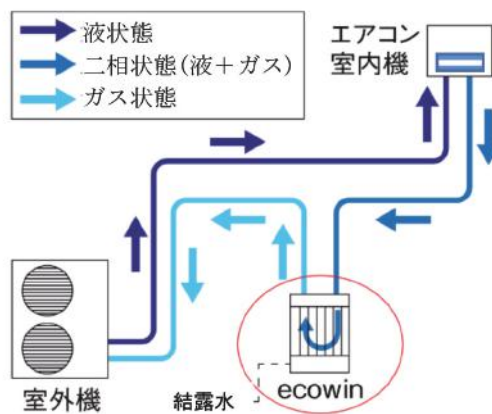 液状態
二相状態(液＋ガス)
ガス状態
エアコン
室内機
室外機
結露水
ecowin